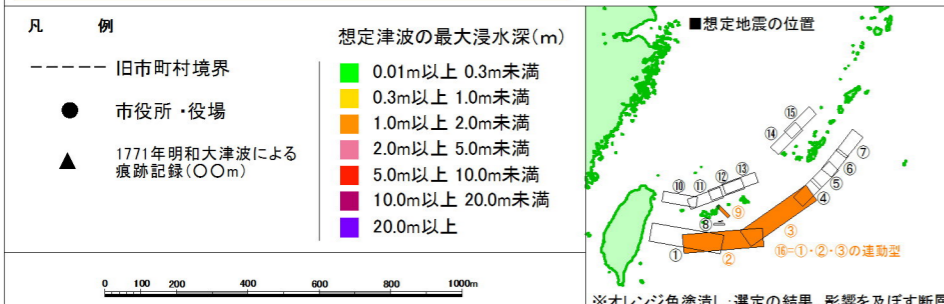 凡 例
旧市町村境界
市役所・役場
1771年明和大津波による
痕跡記録(〇〇m)
想定津波の最大浸水深(m)
0.01m以上 0.3m未満
0.3m以上 1.0m未満
1.0m以上 2.0m未満
2.0m以上 5.0m未満
5.0m以上 10.0m未満
10.0m以上 20.0m未満
20.0m以上
0 100 200 400 600 800 1000m
■想定地震の位置
⑮
⑭
⑦
⑥
⑤
④
⑬
⑫
⑪
⑩
⑨
⑧
③
①
②
⑯=①・②・③の連動型
※オレンジ色塗潰し:選定の結果、影響を及ぼす断層